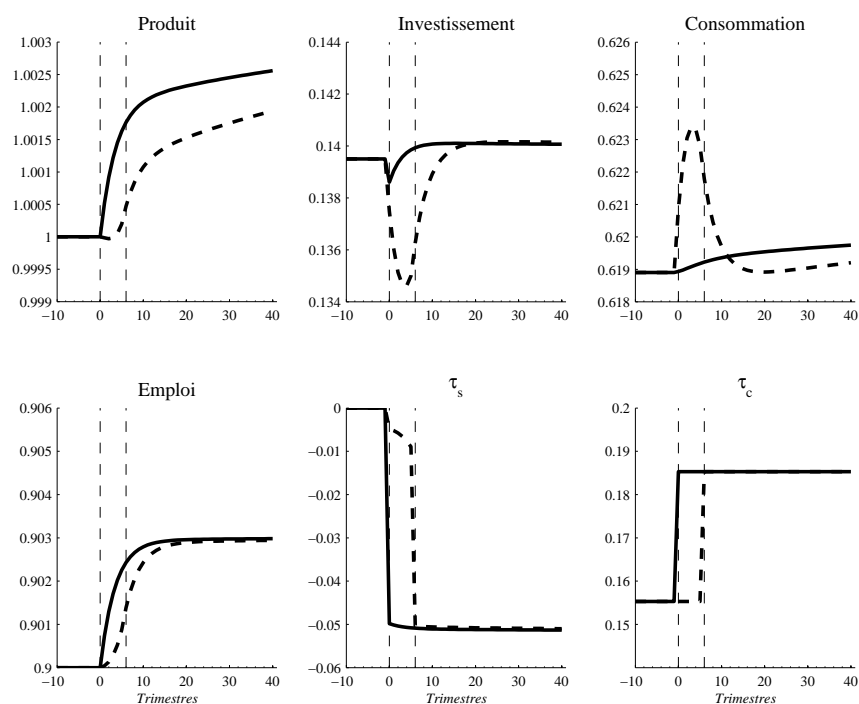 Produit
1.003
1.0025
1.002
1.0015
1.001
1.0005
1
0.9995
0.999
−10 0 10 20 30 40
Investissement
0.144
0.142
0.14
0.138
0.136
0.134
−10 0 10 20 30 40
Consommation
0.626
0.625
0.624
0.623
0.622
0.621
0.62
0.619
0.618
−10 0 10 20 30 40
Emploi
0.906
0.905
0.904
0.903
0.902
0.901
0.9
−10 0 10 20 30 40
Trimestres
τs
0
−0.01
−0.02
−0.03
−0.04
−0.05
−0.06
−10 0 10 20 30 40
Trimestres
τc
0.2
0.19
0.18
0.17
0.16
0.15
−10 0 10 20 30 40
Trimestres